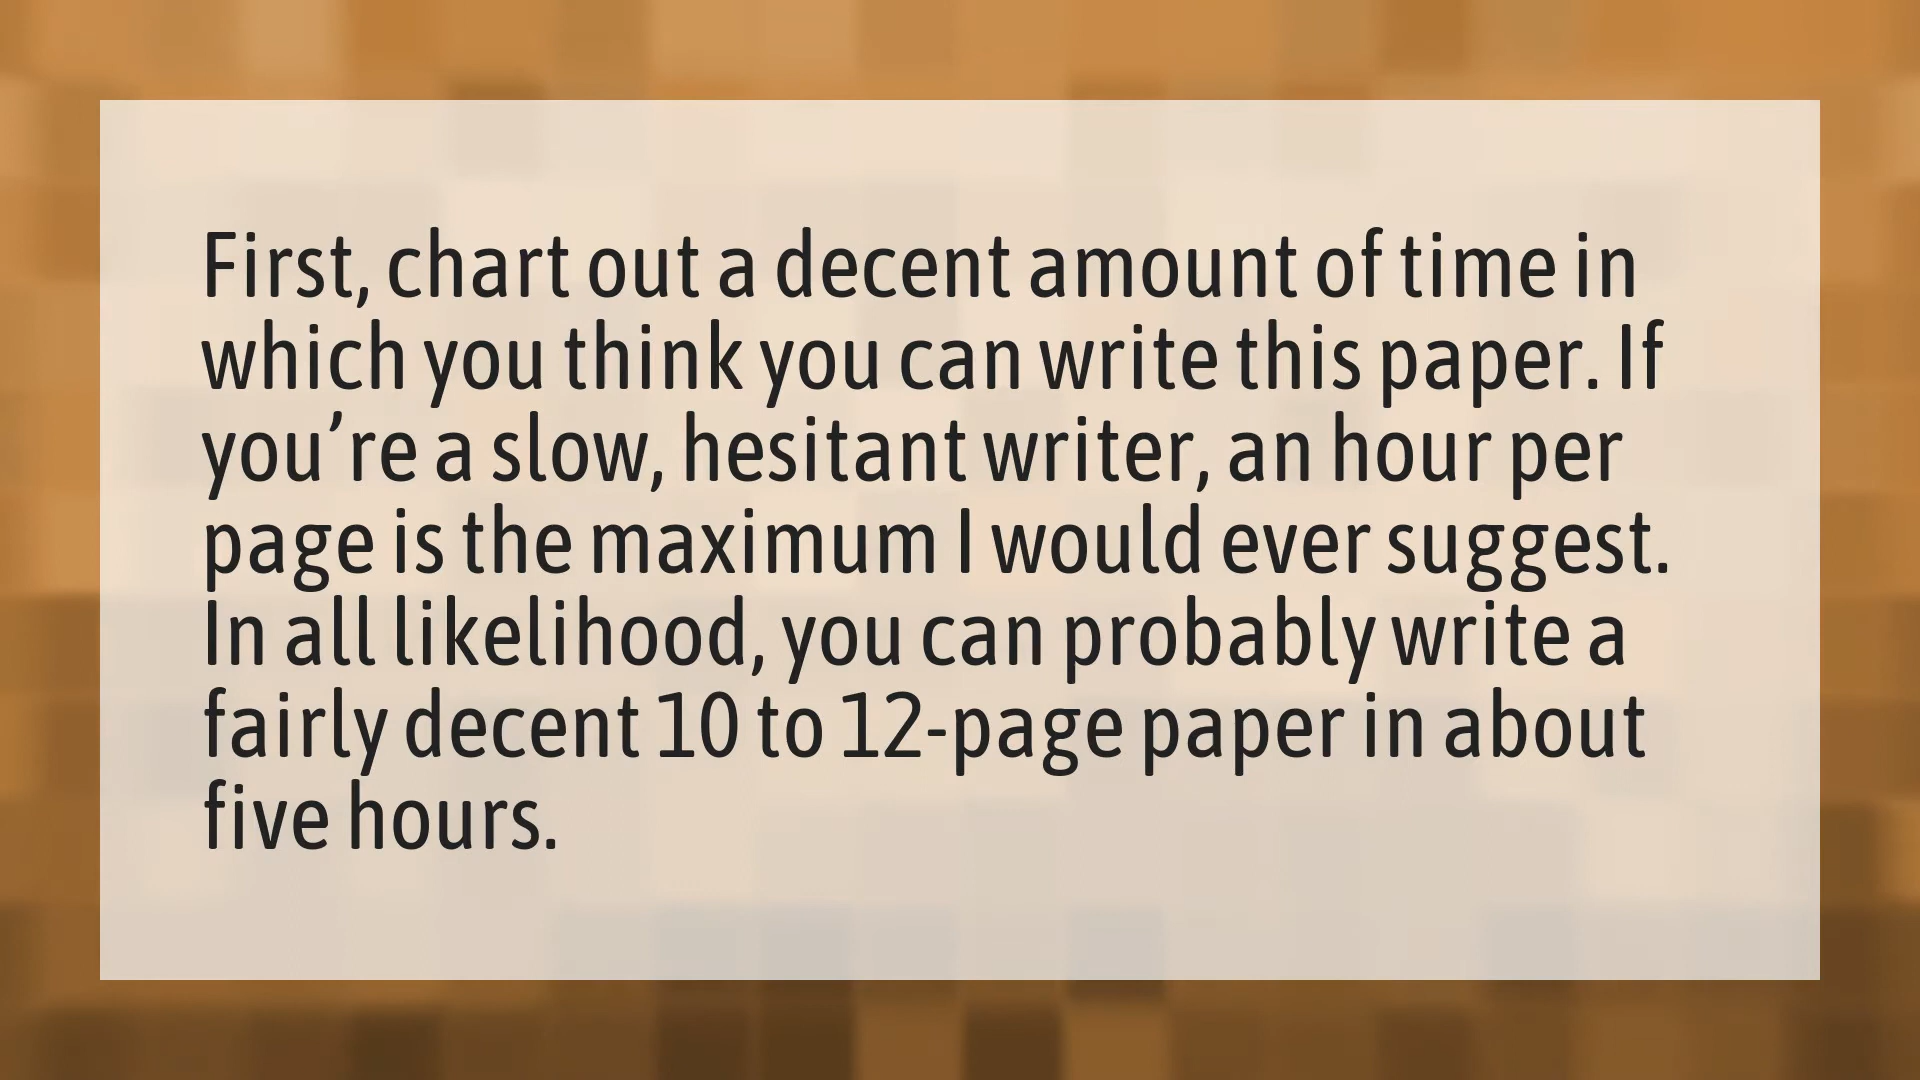 First, chart out a decent amount of time in
which you think you can write this paper. If
you’re a slow, hesitant writer, an hour per
page is the maximum I would ever suggest.
In all likelihood, you can probably write a
fairly decent 10 to 12-page paper in about
five hours.